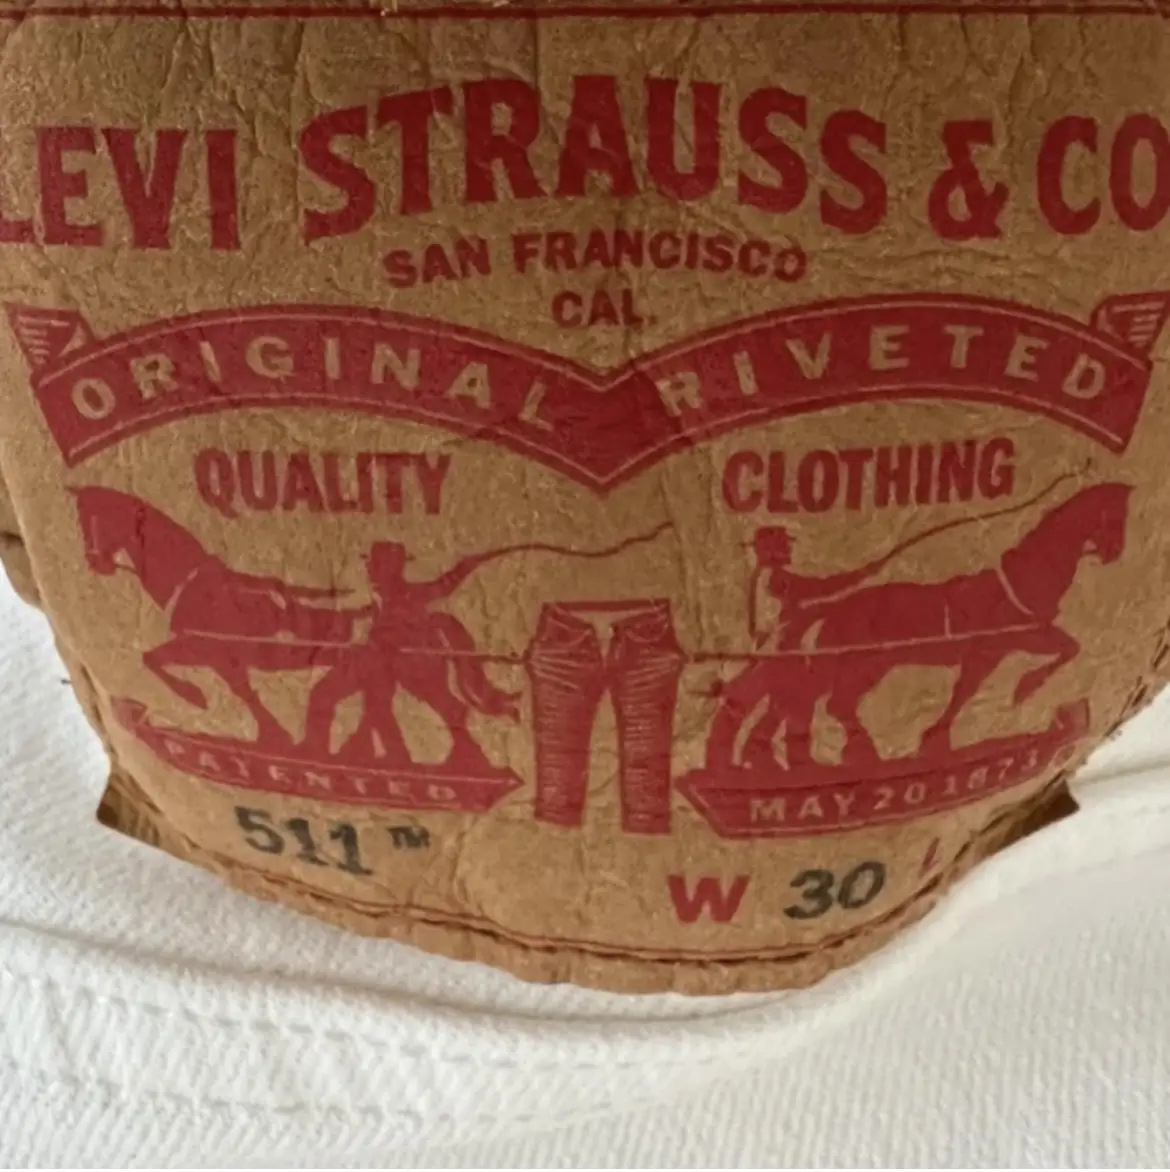 LEVI STRAUSS & CO
SAN FRANCISCO
CAL.
ORIGINAL RIVETED
QUALITY CLOTHING
PATENTED MAY 20 1873
511™ W 30 L